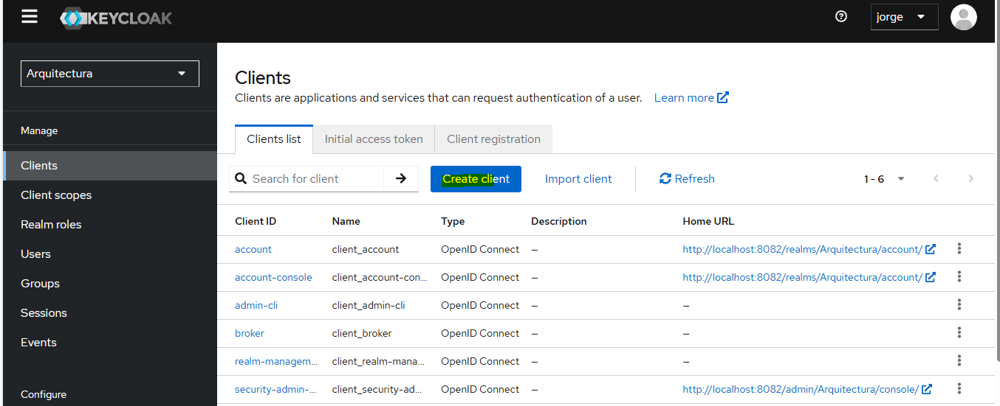 KEYCLOAK
jorge
Arquitectura
Manage
Clients
Client scopes
Realm roles
Users
Groups
Sessions
Events
Configure
Clients
Clients are applications and services that can request authentication of a user. Learn more
Clients list Initial access token Client registration
Search for client Create client Import client Refresh 1 - 6
Client ID Name Type Description Home URL
account client_account OpenID Connect – http://localhost:8082/realms/Arquitectura/account/
account-console client_account-con... OpenID Connect – http://localhost:8082/realms/Arquitectura/account/
admin-cli client_admin-cli OpenID Connect – –
broker client_broker OpenID Connect – –
realm-managem... client_realm-mana... OpenID Connect – –
security-admin-... client_security-ad... OpenID Connect – http://localhost:8082/admin/Arquitectura/console/